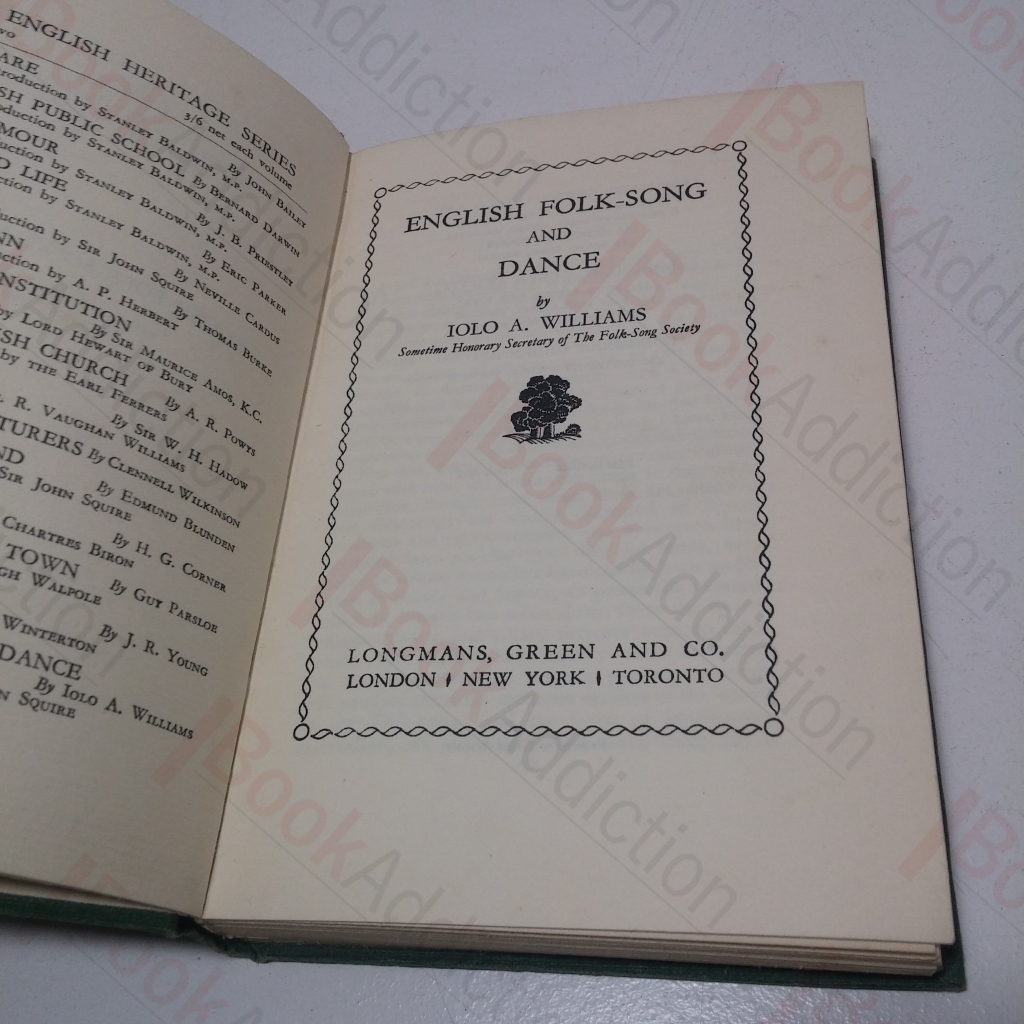 ENGLISH HERITAGE SERIES
3/6 net each volume
ARE By JOHN BAILEY
roduction by STANLEY BALDWIN, M.P.
SH PUBLIC SCHOOL By BERNARD DARWIN
oduction by STANLEY BALDWIN, M.P.
MOUR By J. B. PRIESTLEY
uction by STANLEY BALDWIN, M.P.
D LIFE By ERIC PARKER
ction by STANLEY BALDWIN, M.P.
By NEVILLE CARDUS
duction by SIR JOHN SQUIRE
NN By THOMAS BURKE
ction by A. P. HERBERT
NSTITUTION By SIR MAURICE AMOS, K.C.
by LORD HEWART OF BURY
SH CHURCH By A. R. POWYS
by THE EARL FERRERS
By SIR W. H. HADOW
R. VAUGHAN WILLIAMS
TURERS By CLENNELL WILKINSON
ND By EDMUND BLUNDEN
SIR JOHN SQUIRE
By H. G. CORNER
CHARTRES BIRON
TOWN By GUY PARSLOE
GH WALPOLE
By J. R. YOUNG
WINTERTON
DANCE
By IOLO A. WILLIAMS
N SQUIRE
ENGLISH FOLK-SONG
AND
DANCE
by
IOLO A. WILLIAMS
Sometime Honorary Secretary of The Folk-Song Society
LONGMANS, GREEN AND CO.
LONDON NEW YORK TORONTO
BookAddiction